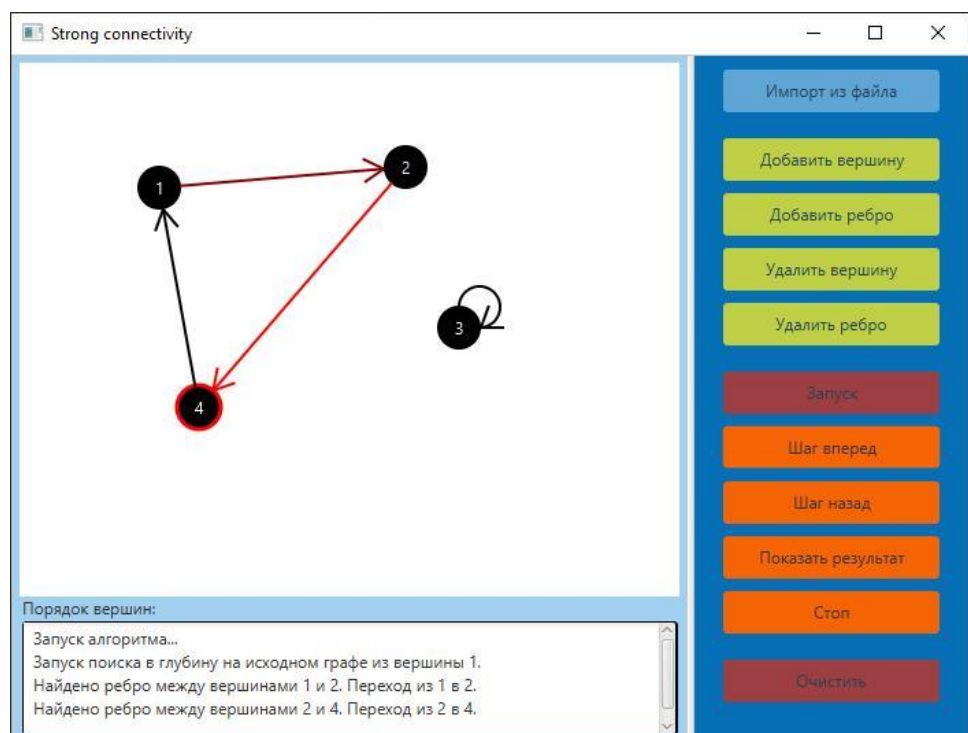 Strong connectivity
1
2
3
4
Порядок вершин:
Запуск алгоритма...
Запуск поиска в глубину на исходном графе из вершины 1.
Найдено ребро между вершинами 1 и 2. Переход из 1 в 2.
Найдено ребро между вершинами 2 и 4. Переход из 2 в 4.
Импорт из файла
Добавить вершину
Добавить ребро
Удалить вершину
Удалить ребро
Запуск
Шаг вперед
Шаг назад
Показать результат
Стоп
Очистить